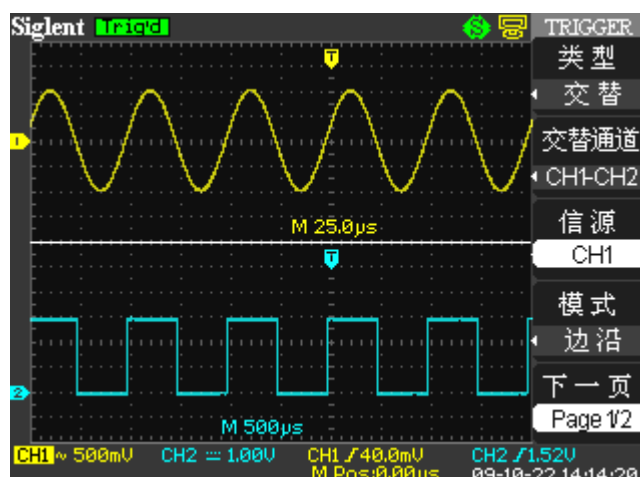 Siglent Trig'd S TRIGGER
T
类型
交替
1
交替通道
CH1-CH2
M 25.0µs
信源
T
CH1
模式
边沿
2
下一页
M 500µs
Page 1/2
CH1 ~ 500mV CH2 1.00V CH1 40.0mV CH2 1.52V
M Pos:0.00µs 09-10-22 14:14:20